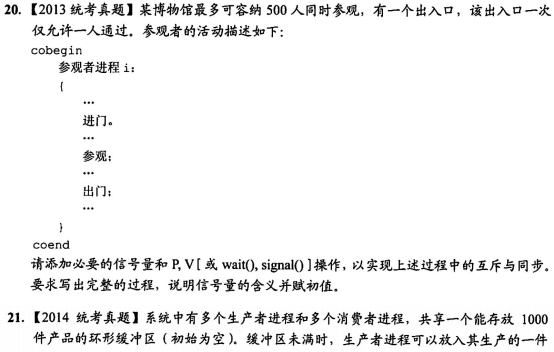 20. 【2013 统考真题】某博物馆最多可容纳 500 人同时参观，有一个出入口，该出入口一次
仅允许一人通过。参观者的活动描述如下：
cobegin
参观者进程 i:
{
…
进门。
…
参观；
…
出门；
…
}
coend
请添加必要的信号量和 P, V [ 或 wait(), signal() ] 操作，以实现上述过程中的互斥与同步。
要求写出完整的过程，说明信号量的含义并赋初值。
21. 【2014 统考真题】系统中有多个生产者进程和多个消费者进程，共享一个能存放 1000
件产品的环形缓冲区（初始为空）。缓冲区未满时，生产者进程可以放入其生产的一件